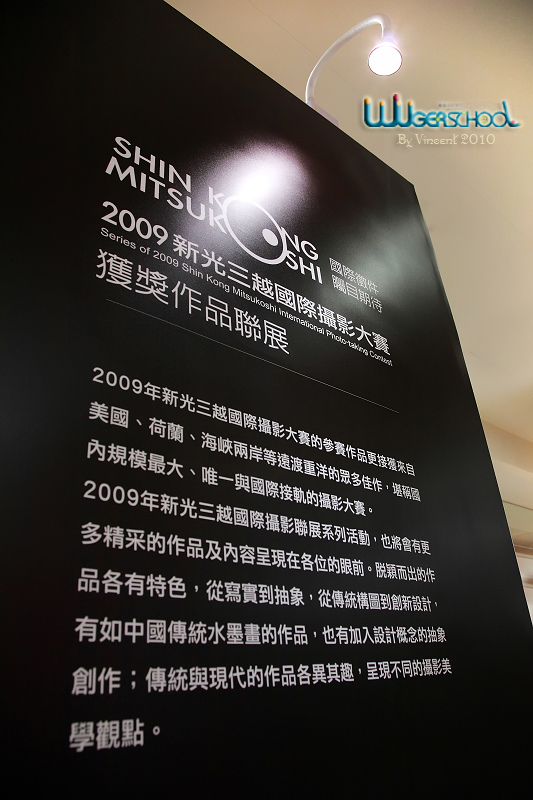 WiNGERSCHOOL
By Vincent 2010
SHIN KONG
MITSUKOSHI
國際徵件
矚目期待
2009 新光三越國際攝影大賽
Series of 2009 Shin Kong Mitsukoshi International Photo-taking Contest
獲獎作品聯展
2009年新光三越國際攝影大賽的參賽作品更接獲來自
美國、荷蘭、海峽兩岸等遠渡重洋的眾多佳作，堪稱國
內規模最大、唯一與國際接軌的攝影大賽。
2009年新光三越國際攝影聯展系列活動，也將會有更
多精采的作品及內容呈現在各位的眼前。脫穎而出的作
品各有特色，從寫實到抽象，從傳統構圖到創新設計，
有如中國傳統水墨畫的作品，也有加入設計概念的抽象
創作；傳統與現代的作品各異其趣，呈現不同的攝影美
學觀點。